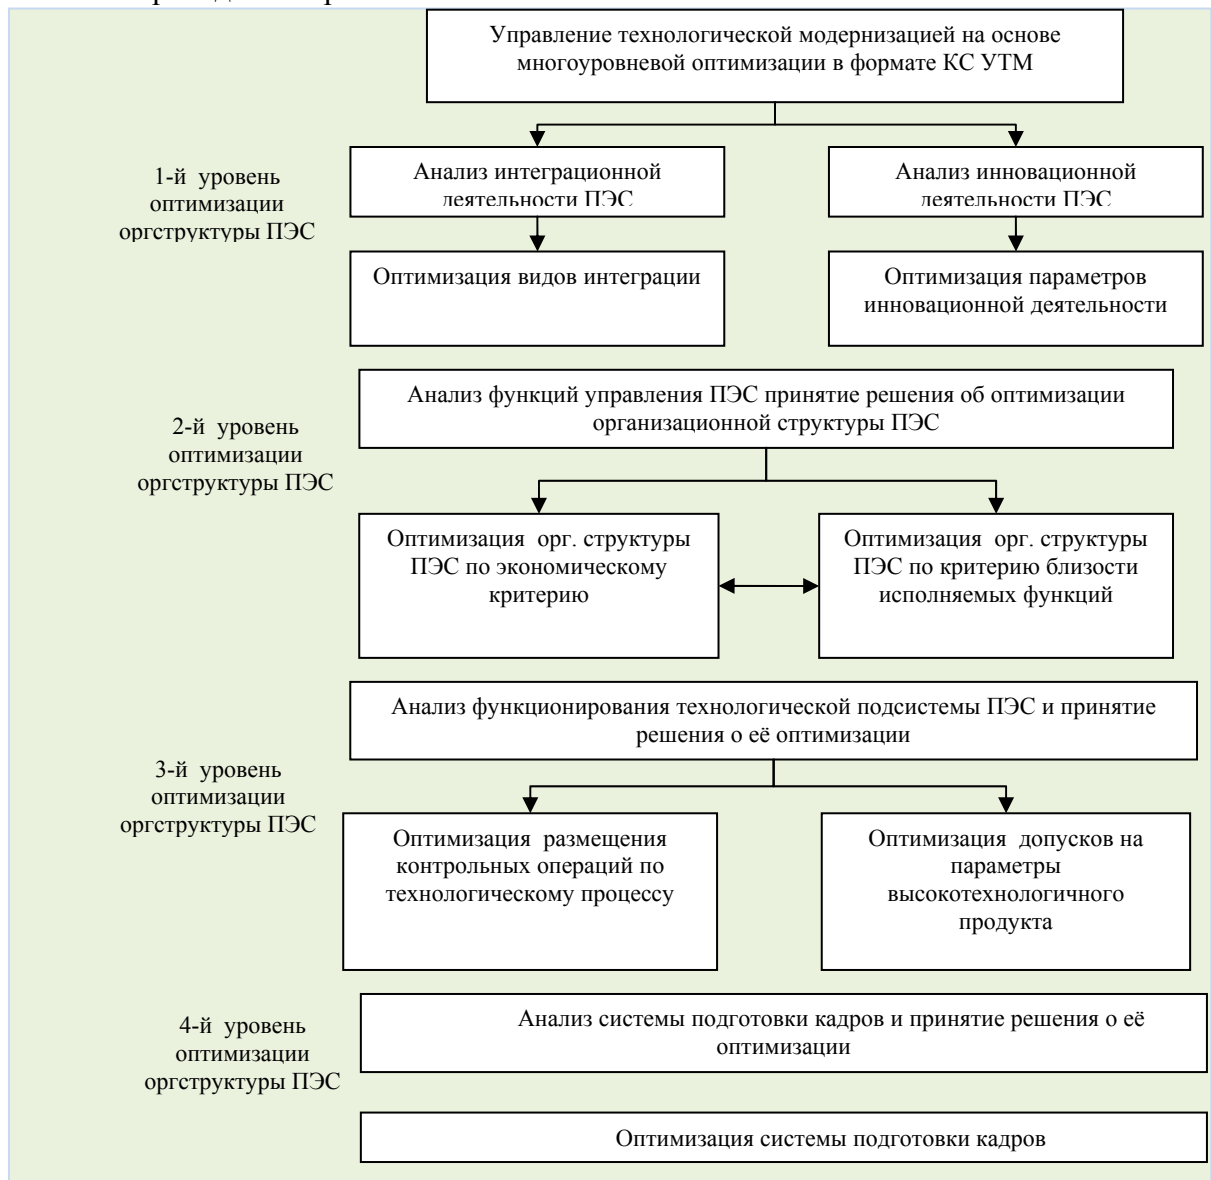 Управление технологической модернизацией на основе
многоуровневой оптимизации в формате КС УТМ
1-й уровень
оптимизации
оргструктуры ПЭС
Анализ интеграционной
деятельности ПЭС
Анализ инновационной
деятельности ПЭС
Оптимизация видов интеграции
Оптимизация параметров
инновационной деятельности
2-й уровень
оптимизации
оргструктуры ПЭС
Анализ функций управления ПЭС принятие решения об оптимизации
организационной структуры ПЭС
Оптимизация орг. структуры
ПЭС по экономическому
критерию
Оптимизация орг. структуры
ПЭС по критерию близости
исполняемых функций
3-й уровень
оптимизации
оргструктуры ПЭС
Анализ функционирования технологической подсистемы ПЭС и принятие
решения о её оптимизации
Оптимизация размещения
контрольных операций по
технологическому процессу
Оптимизация допусков на
параметры
высокотехнологичного
продукта
4-й уровень
оптимизации
оргструктуры ПЭС
Анализ системы подготовки кадров и принятие решения о её
оптимизации
Оптимизация системы подготовки кадров